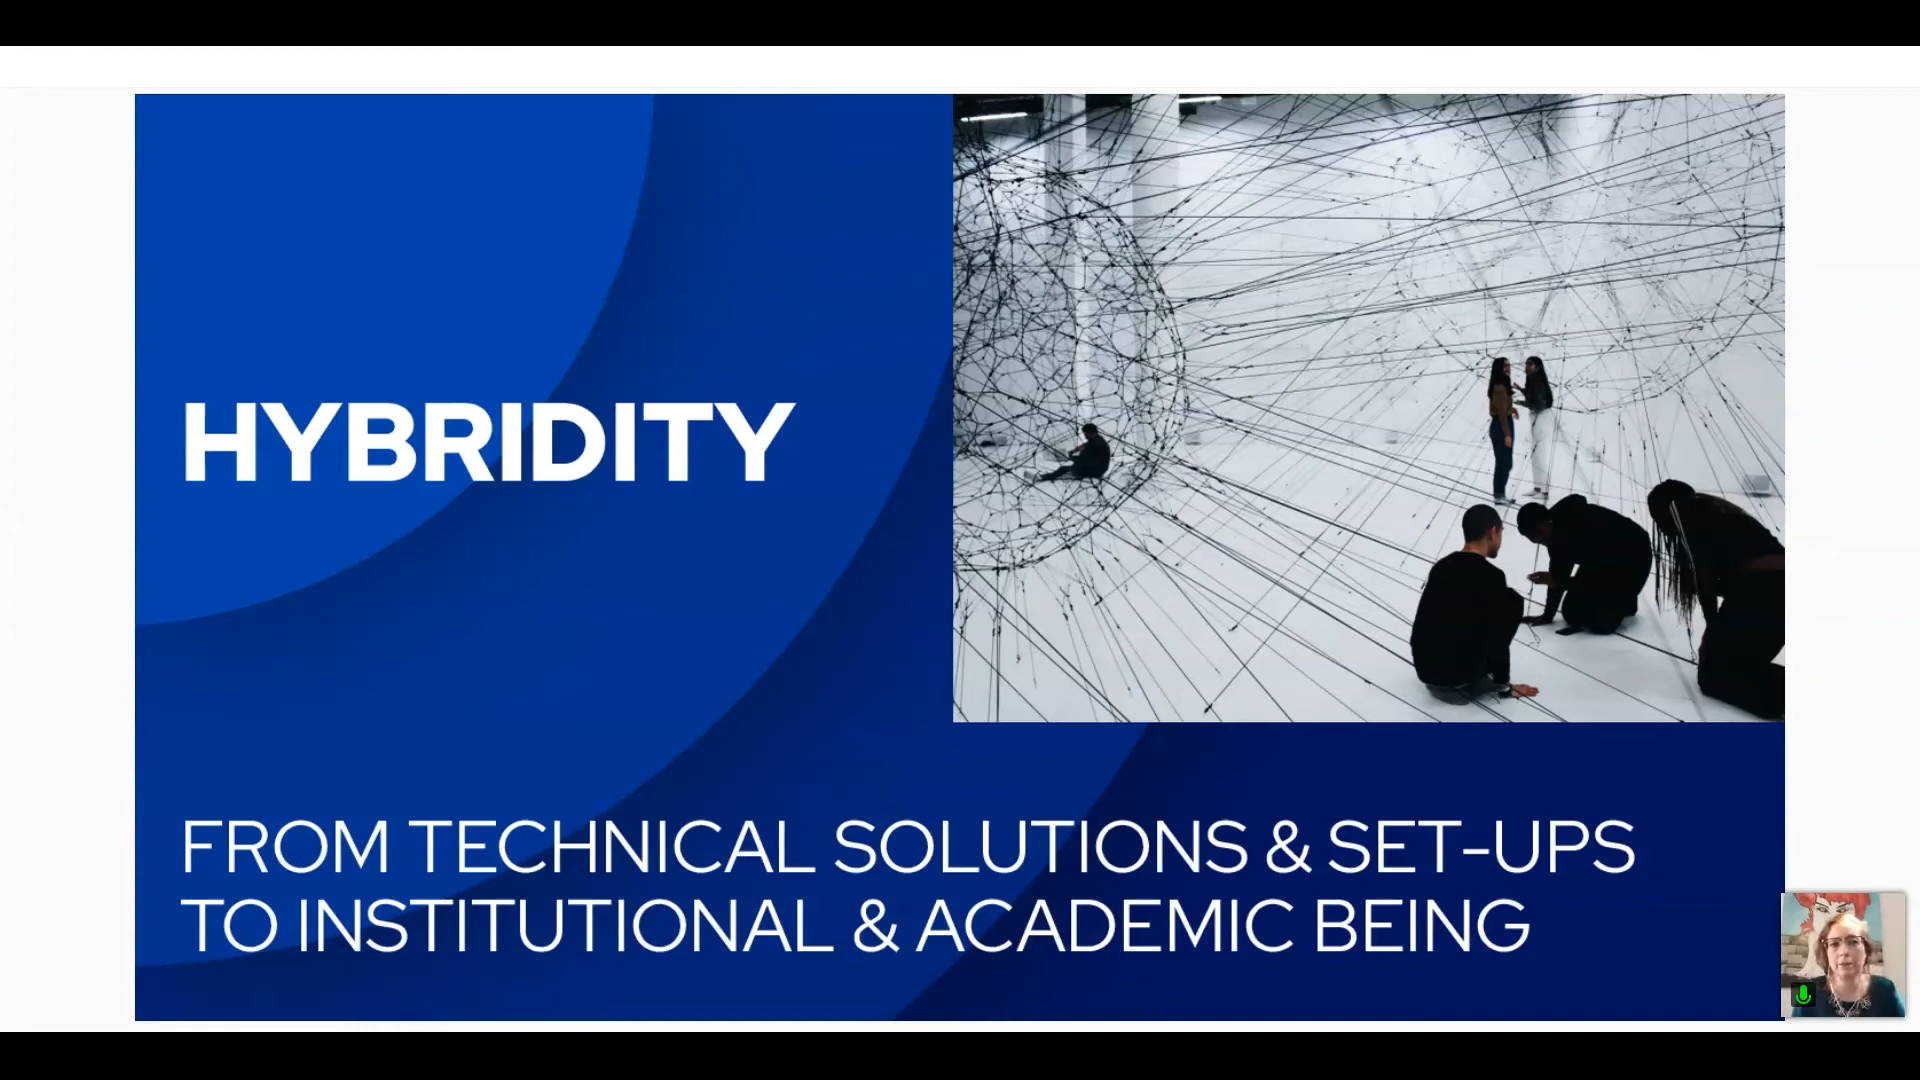 HYBRIDITY
FROM TECHNICAL SOLUTIONS & SET-UPS
TO INSTITUTIONAL & ACADEMIC BEING